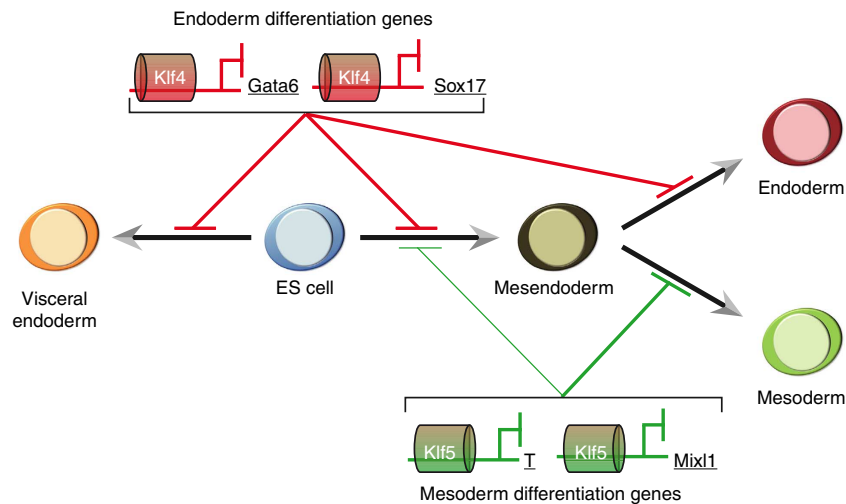 Endoderm differentiation genes
Klf4 Gata6 Klf4 Sox17
Endoderm
Visceral
endoderm
ES cell
Mesendoderm
Mesoderm
Klf5 T Klf5 Mixl1
Mesoderm differentiation genes